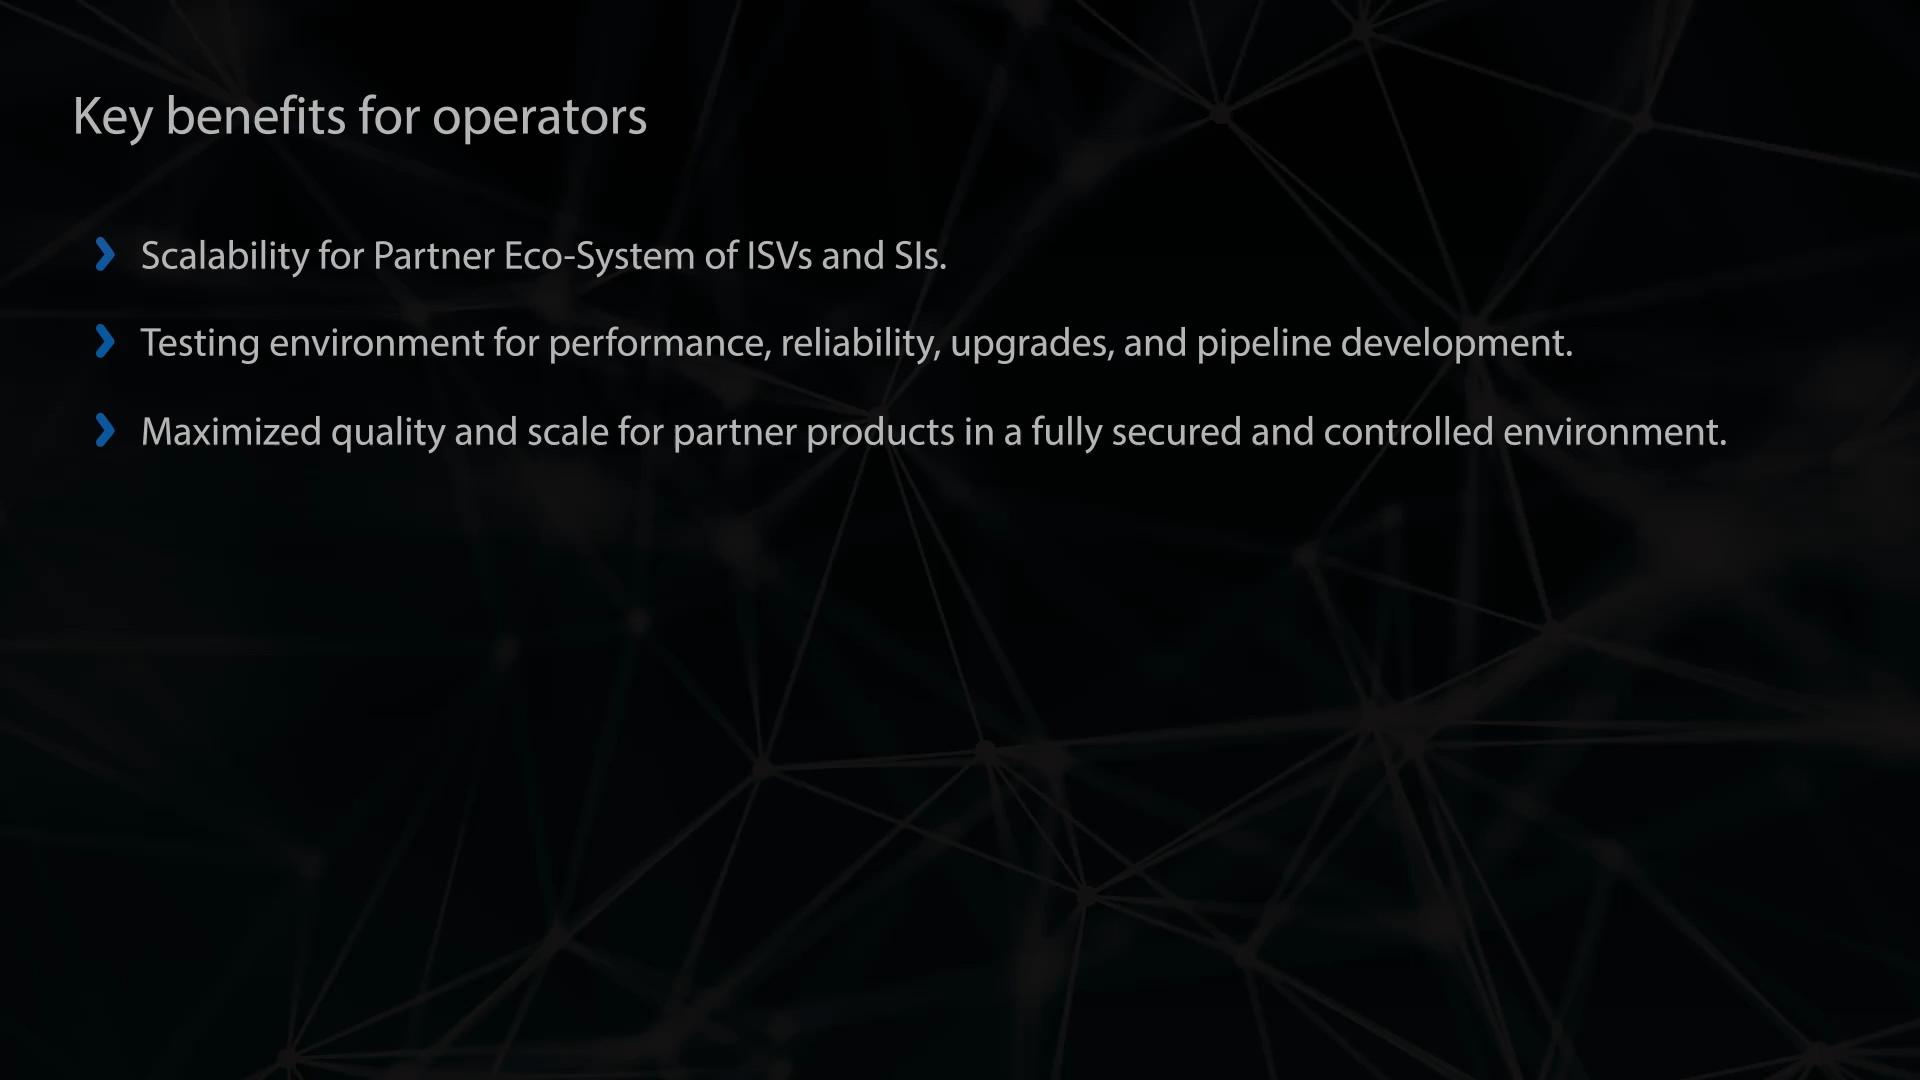 Key benefits for operators
Scalability for Partner Eco-System of ISVs and SIs.
Testing environment for performance, reliability, upgrades, and pipeline development.
Maximized quality and scale for partner products in a fully secured and controlled environment.